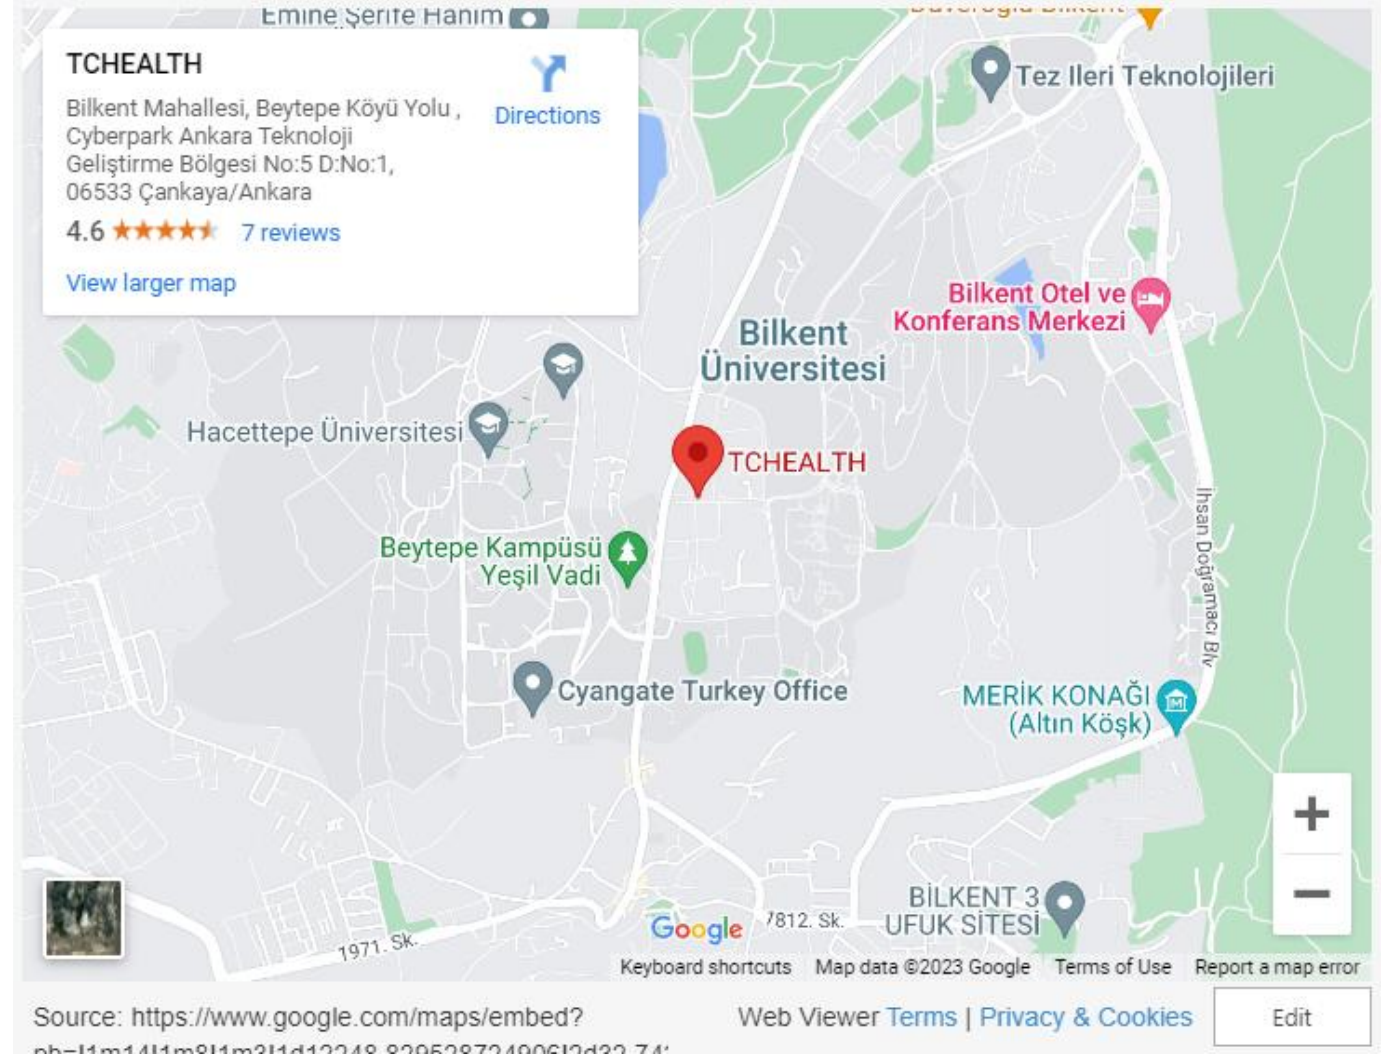 Emine Şerife Hanım
TCHEALTH
Directions
Bilkent Mahallesi, Beytepe Köyü Yolu ,
Cyberpark Ankara Teknoloji
Geliştirme Bölgesi No:5 D:No:1,
06533 Çankaya/Ankara
4.6 7 reviews
View larger map
Tez Ileri Teknolojileri
Bilkent Otel ve
Konferans Merkezi
Bilkent
Üniversitesi
Hacettepe Üniversitesi
TCHEALTH
İhsan Doğramacı Blv
Beytepe Kampüsü
Yeşil Vadi
Cyangate Turkey Office
MERİK KONAĞI
(Altın Köşk)
BİLKENT 3
UFUK SİTESİ
Google
7812. Sk.
1971. Sk.
Keyboard shortcuts Map data ©2023 Google Terms of Use Report a map error
Source: https://www.google.com/maps/embed?
Web Viewer Terms | Privacy & Cookies
Edit